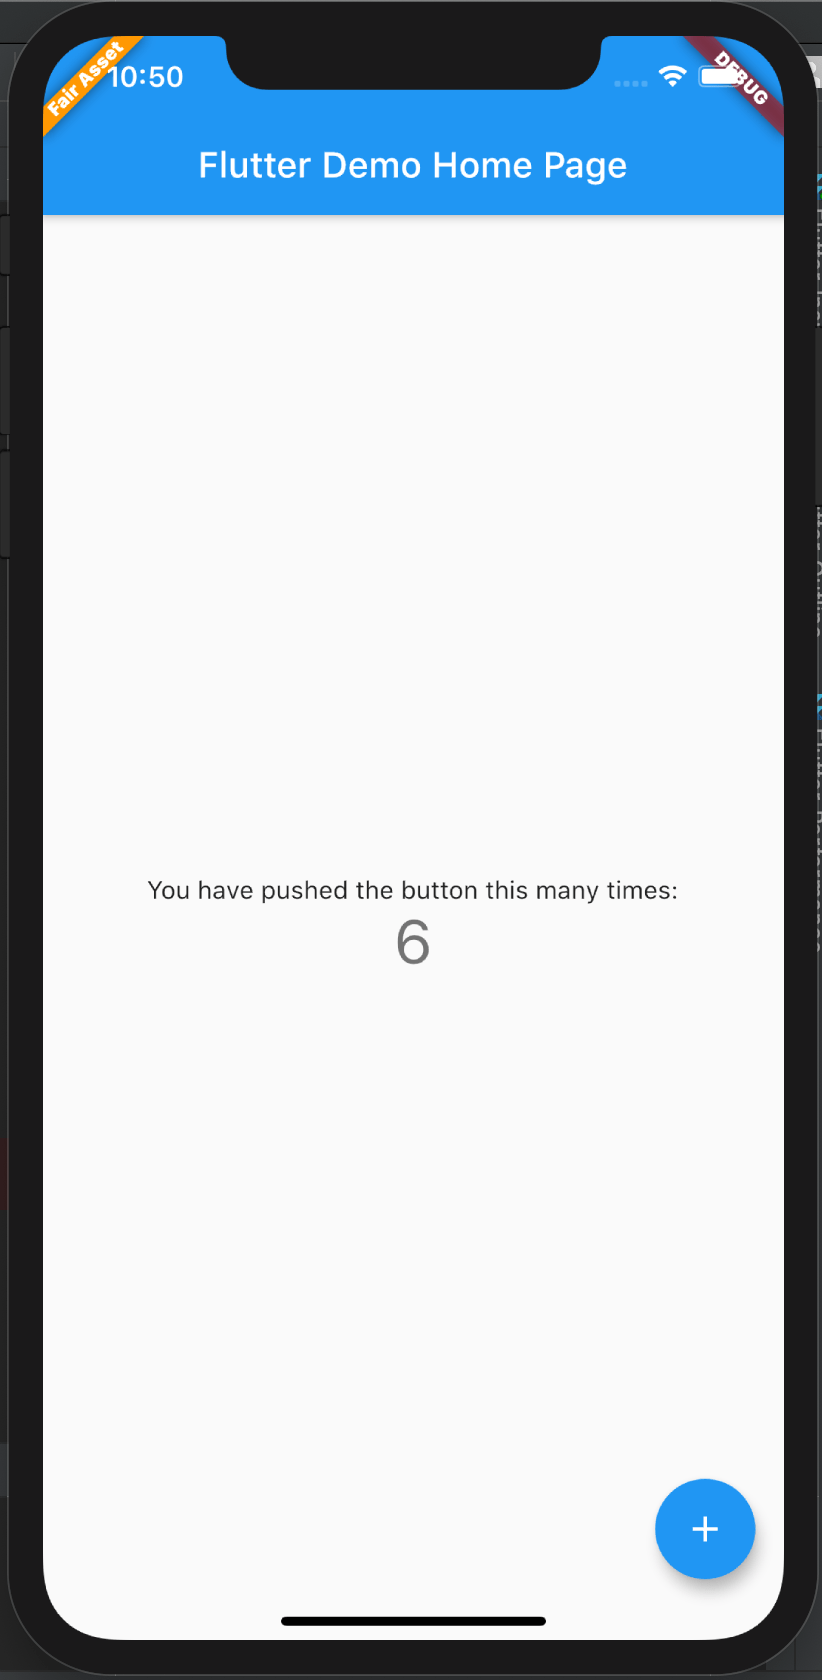 Fair Asset
10:50
DEBUG
Flutter Demo Home Page
You have pushed the button this many times:
6
+